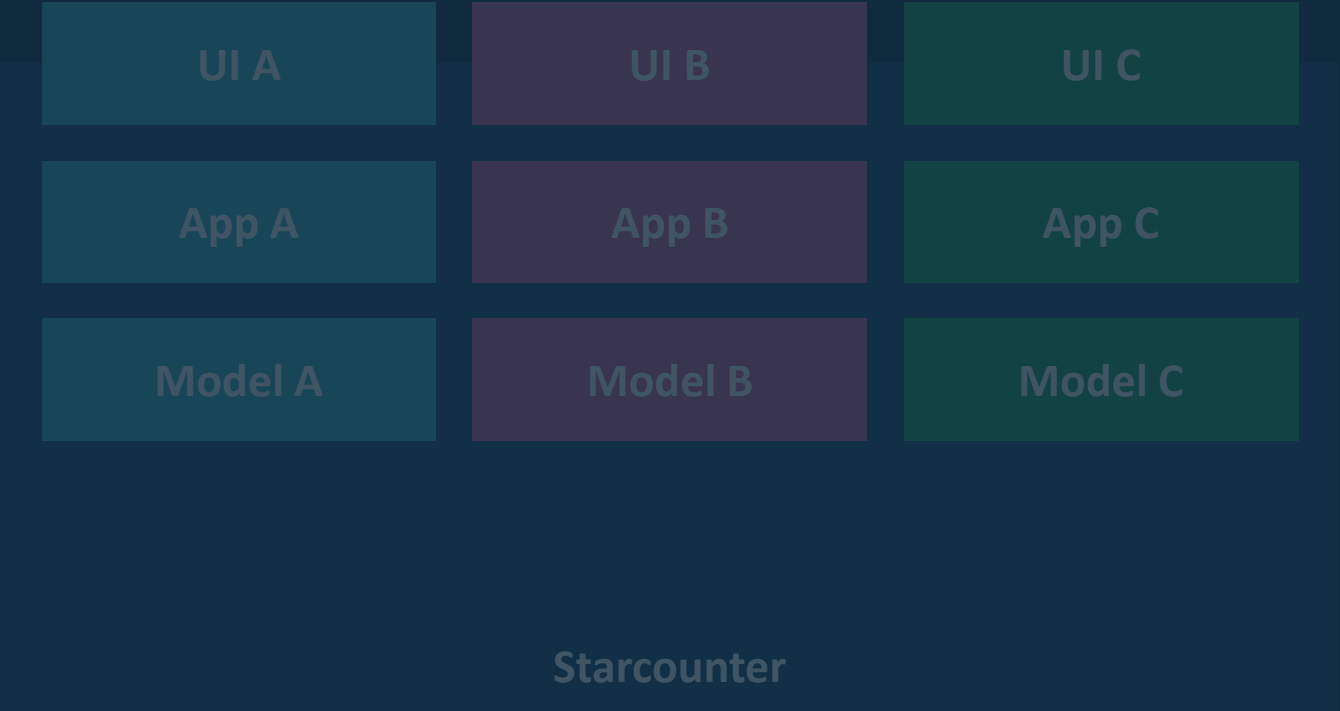 UI A
UI B
UI C
App A
App B
App C
Model A
Model B
Model C
Starcounter